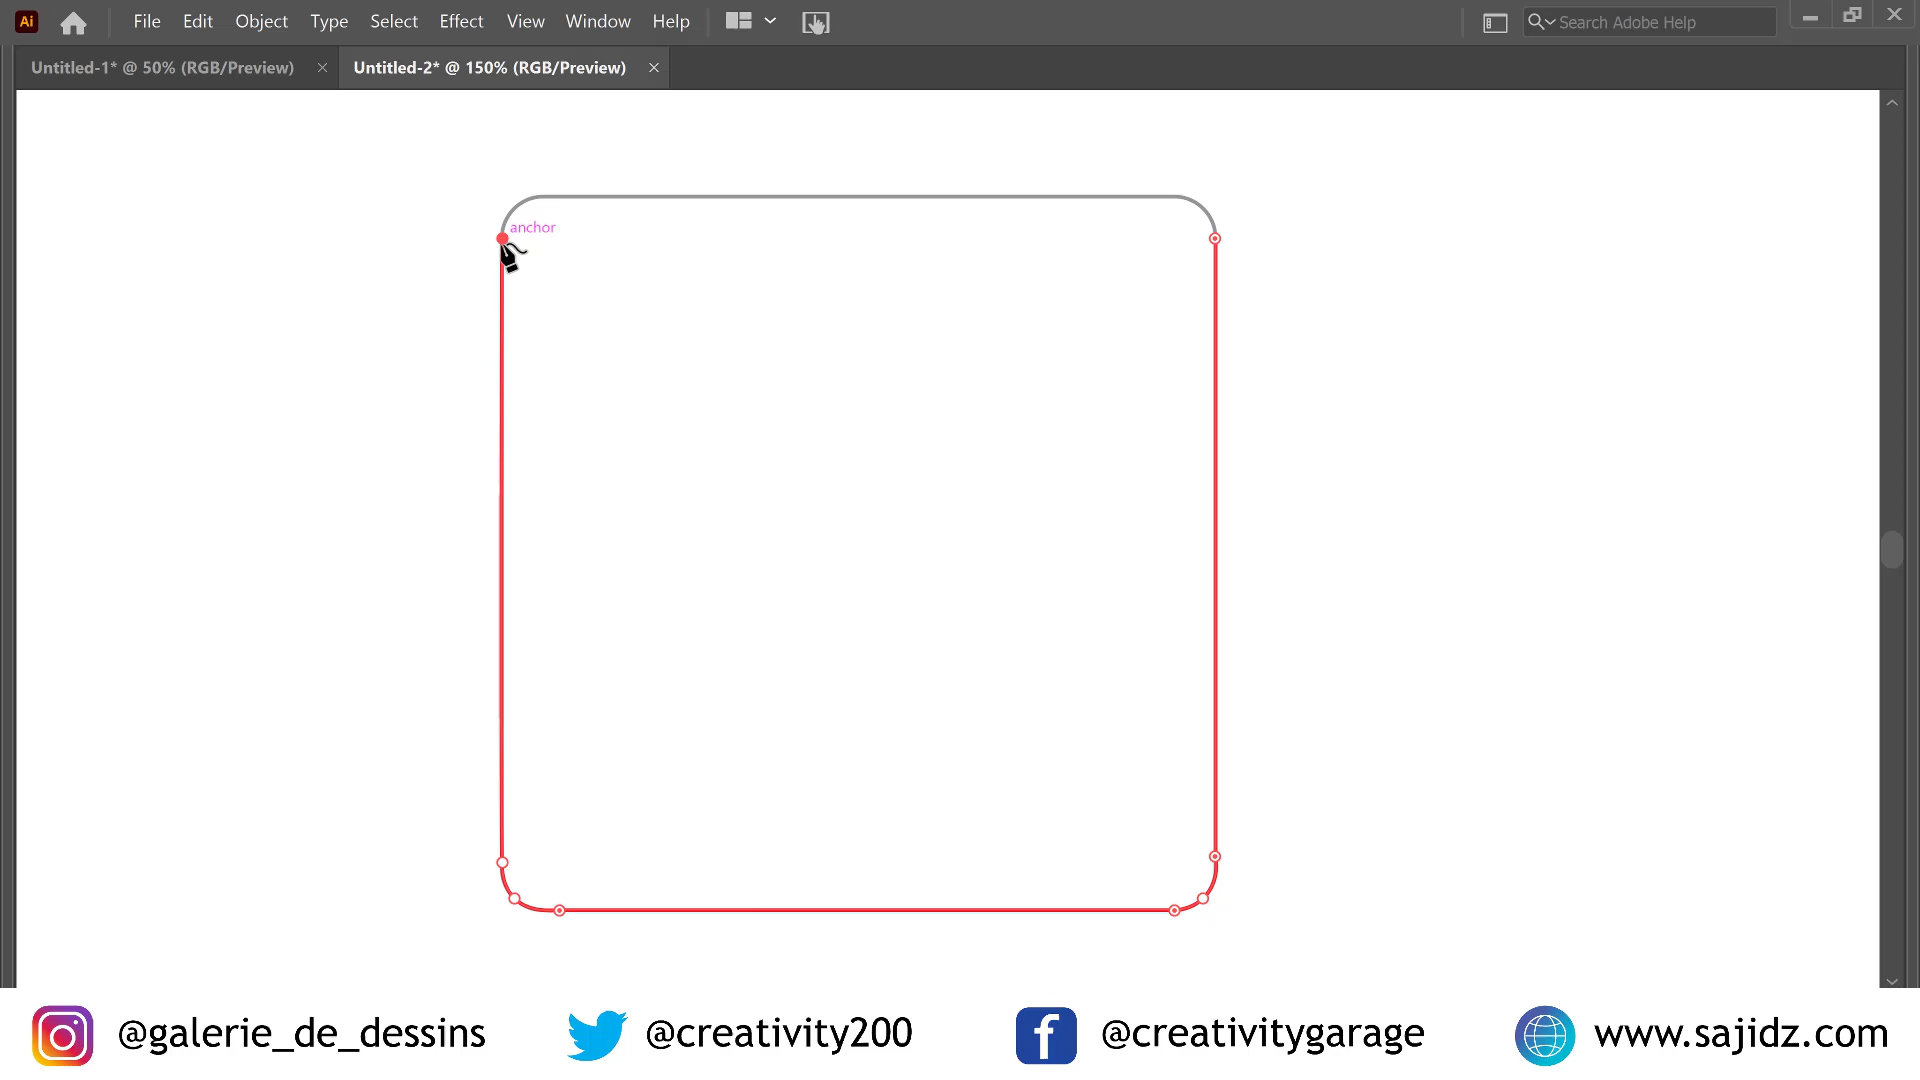 Ai File Edit Object Type Select Effect View Window Help Search Adobe Help
Untitled-1* @ 50% (RGB/Preview) Untitled-2* @ 150% (RGB/Preview)
anchor
@galerie_de_dessins @creativity200 @creativitygarage www.sajidz.com